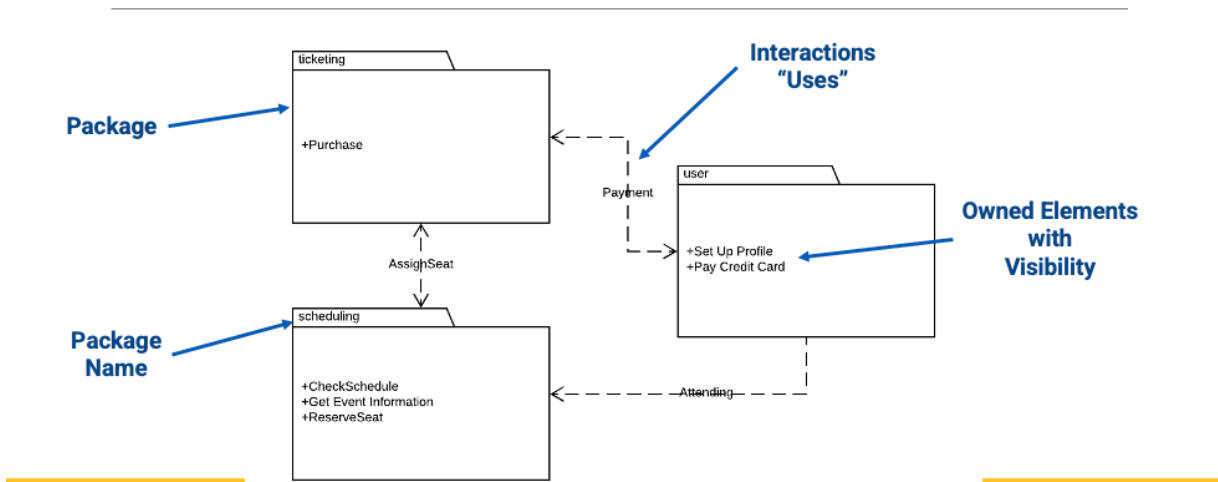 ticketing
Interactions
“Uses”
Package
+Purchase
user
Payment
Owned Elements
with
Visibility
+Set Up Profile
+Pay Credit Card
AssignSeat
scheduling
Package
Name
+CheckSchedule
+Get Event Information
+ReserveSeat
Attending